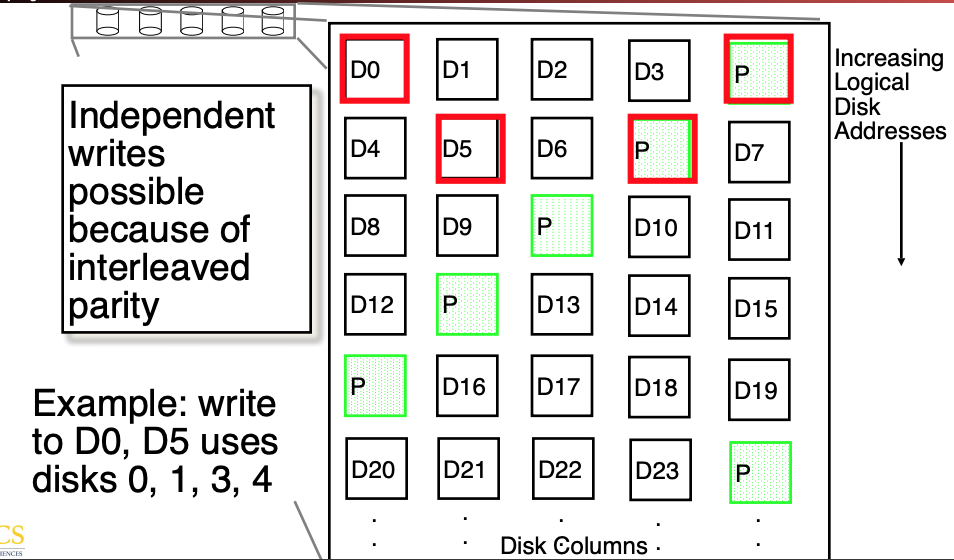 D0 D1 D2 D3 P
Increasing
Logical
Disk
Addresses
Independent
writes
possible
because of
interleaved
parity
D4 D5 D6 P D7
D8 D9 P D10 D11
D12 P D13 D14 D15
P D16 D17 D18 D19
D20 D21 D22 D23 P
Example: write
to D0, D5 uses
disks 0, 1, 3, 4
Disk Columns
CS
IENCES